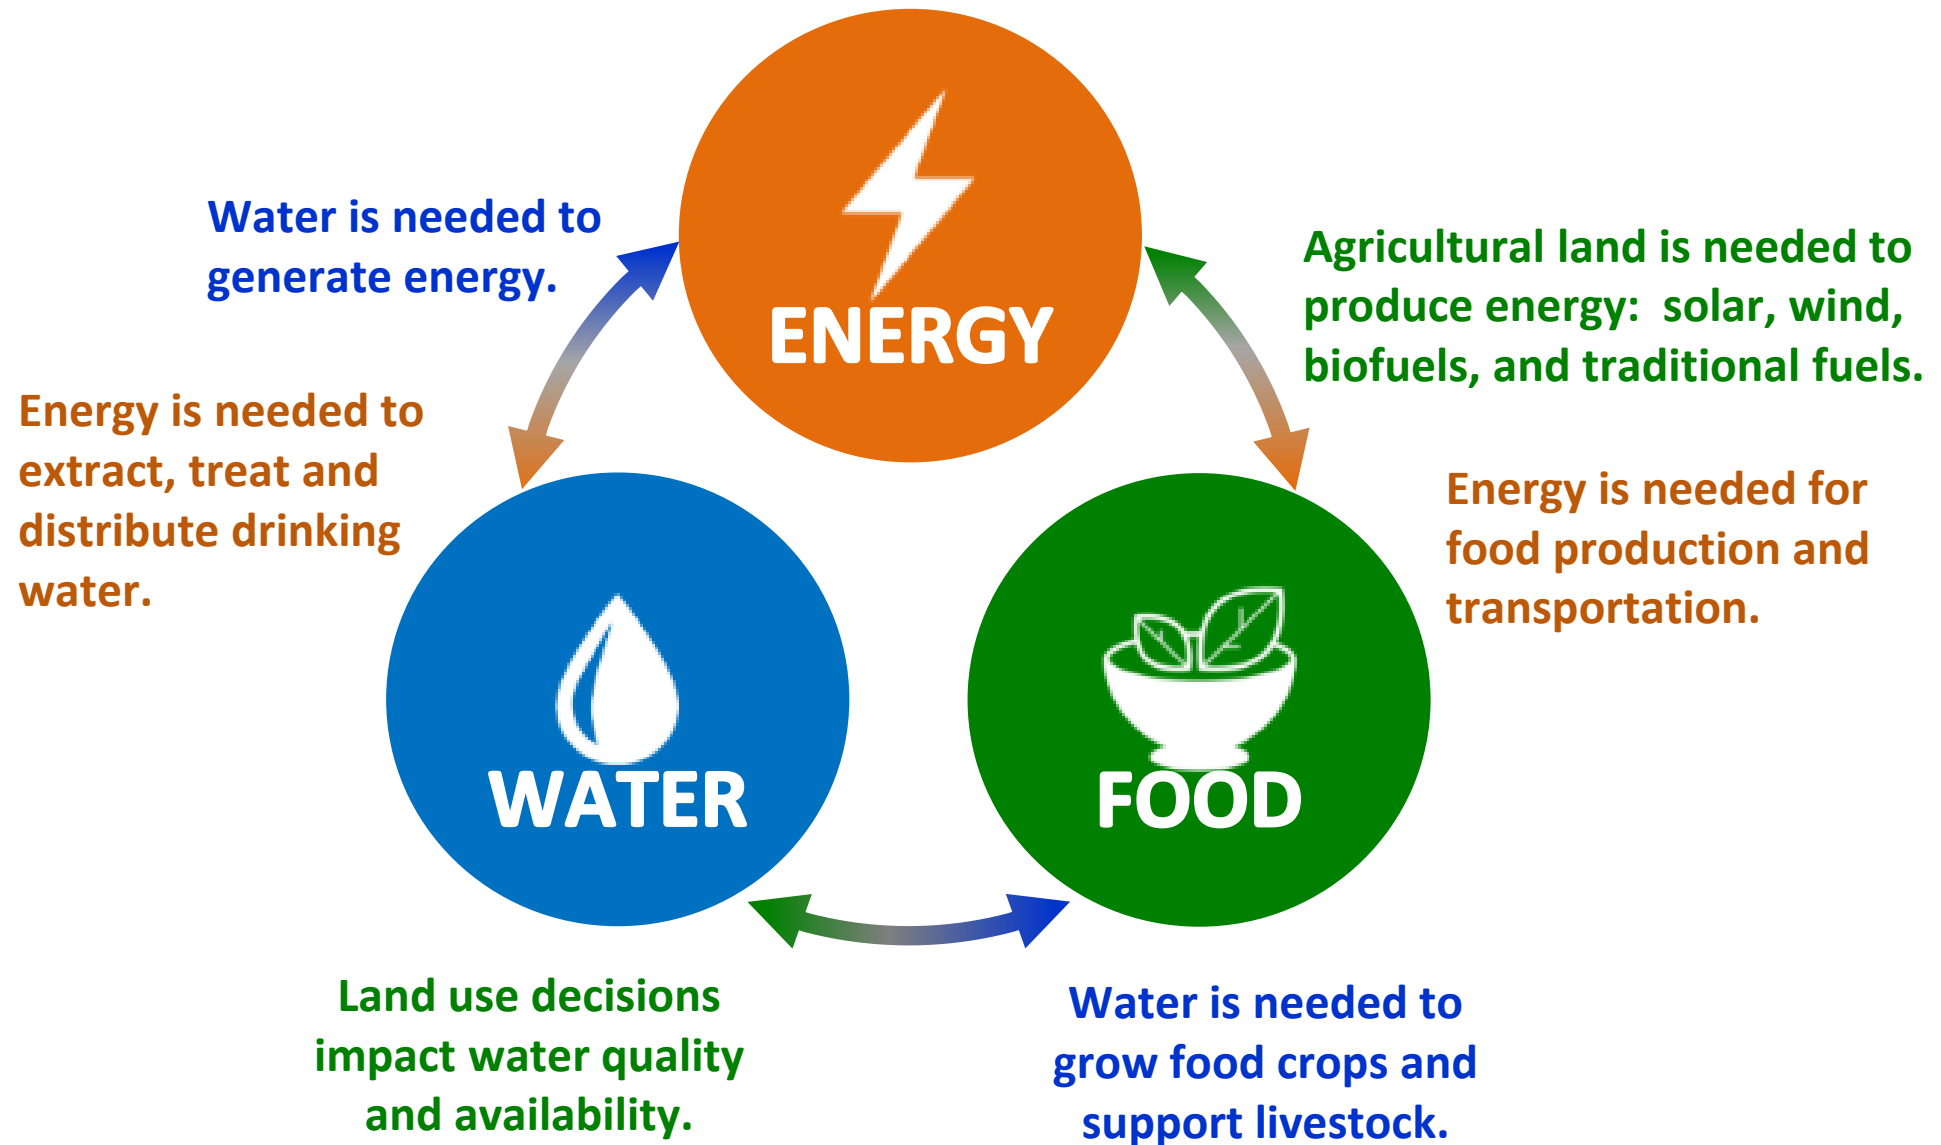 Water is needed to
generate energy.
ENERGY
Agricultural land is needed to
produce energy:  solar, wind,
biofuels, and traditional fuels.
Energy is needed to
extract, treat and
distribute drinking
water.
Energy is needed for
food production and
transportation.
WATER
FOOD
Land use decisions
impact water quality
and availability.
Water is needed to
grow food crops and
support livestock.